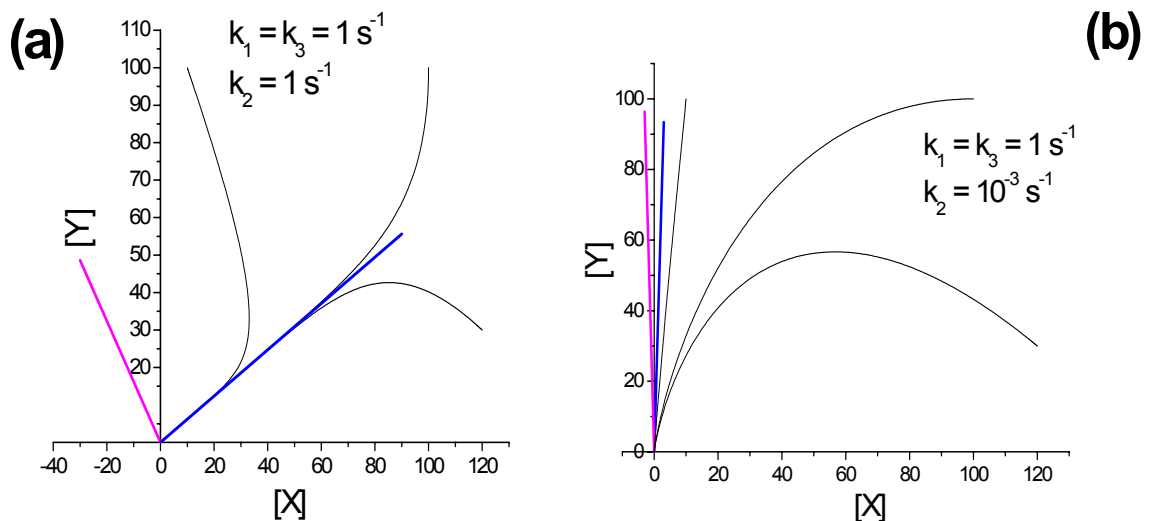 (a)
k₁ = k₃ = 1 s⁻¹
k₂ = 1 s⁻¹
110
100
90
80
70
60
50
40
30
20
[Y]
-40 -20 0 20 40 60 80 100 120
[X]
(b)
k₁ = k₃ = 1 s⁻¹
k₂ = 10⁻³ s⁻¹
100
80
60
40
20
0
[Y]
0 20 40 60 80 100 120
[X]